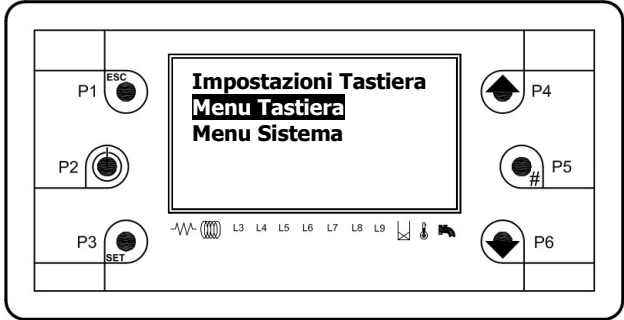 Impostazioni Tastiera
Menu Tastiera
Menu Sistema
P1 ESC
P2
P3 SET
P4
P5 #
P6
L3 L4 L5 L6 L7 L8 L9